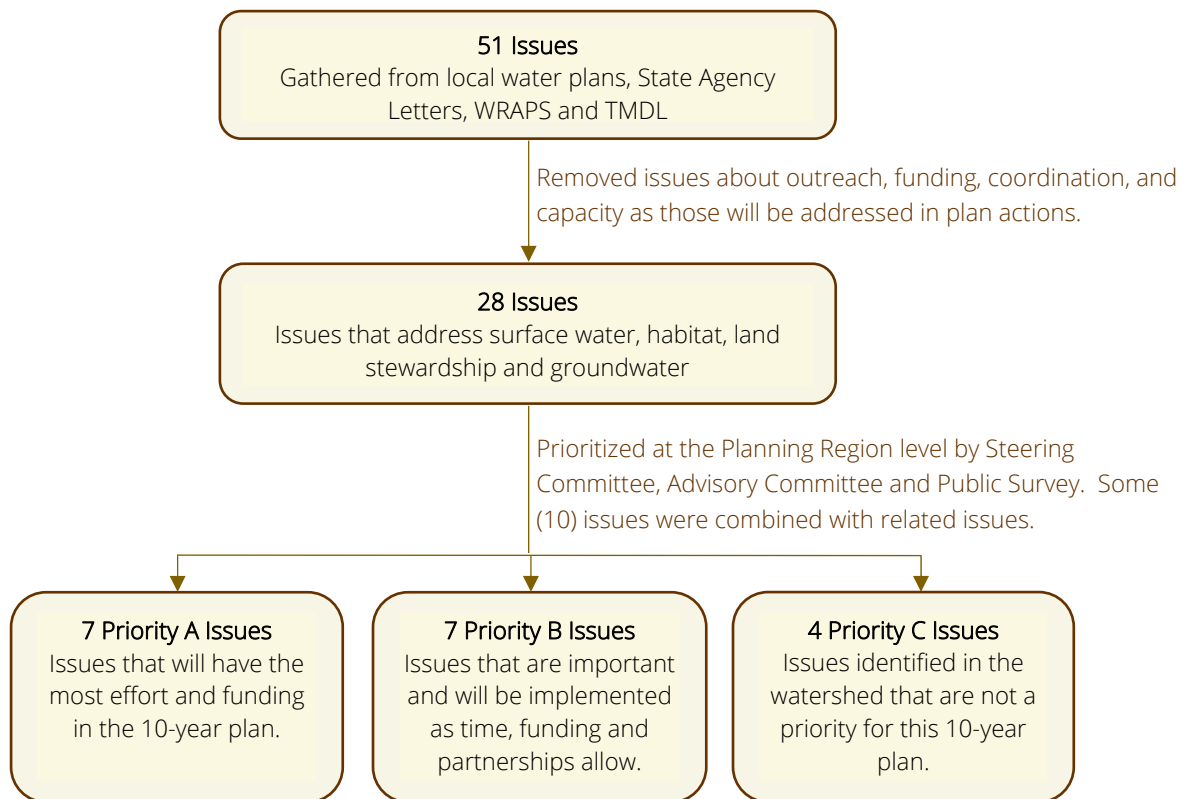 51 Issues
Gathered from local water plans, State Agency
Letters, WRAPS and TMDL
Removed issues about outreach, funding, coordination, and
capacity as those will be addressed in plan actions.
28 Issues
Issues that address surface water, habitat, land
stewardship and groundwater
Prioritized at the Planning Region level by Steering
Committee, Advisory Committee and Public Survey.  Some
(10) issues were combined with related issues.
7 Priority A Issues
Issues that will have the
most effort and funding
in the 10-year plan.
7 Priority B Issues
Issues that are important
and will be implemented
as time, funding and
partnerships allow.
4 Priority C Issues
Issues identified in the
watershed that are not a
priority for this 10-year
plan.